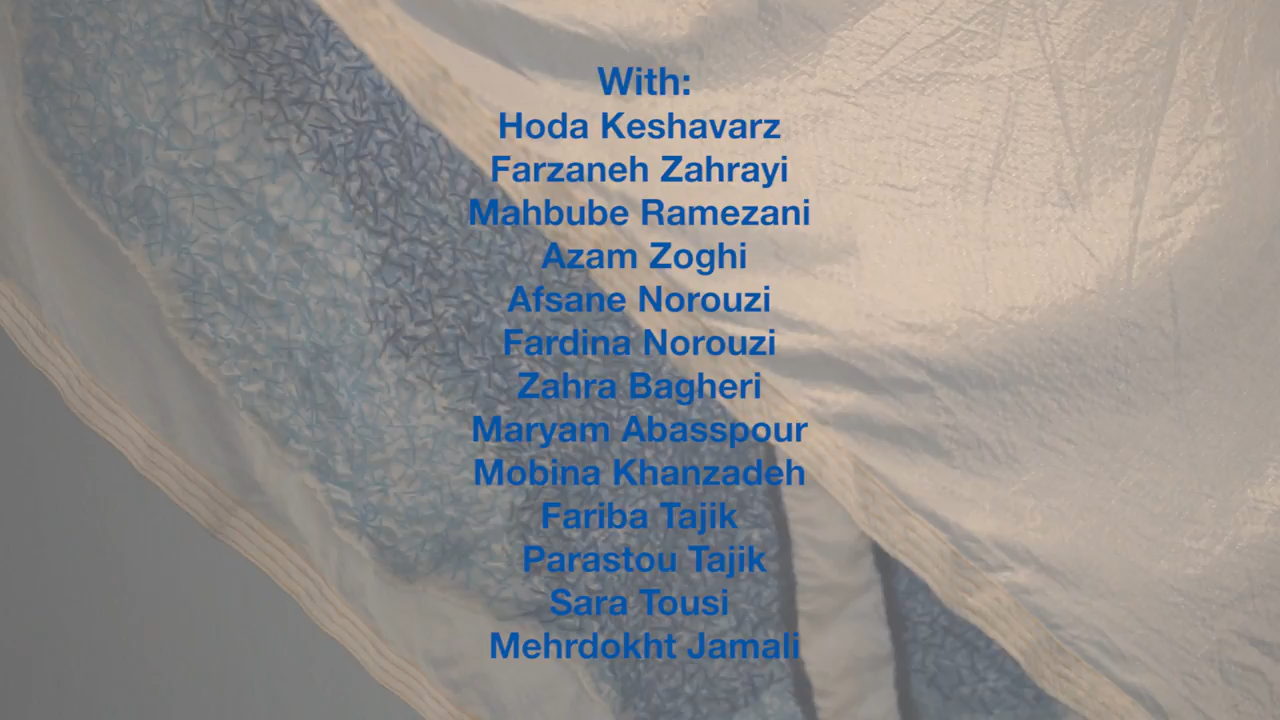 With:
Hoda Keshavarz
Farzaneh Zahrayi
Mahbube Ramezani
Azam Zoghi
Afsane Norouzi
Fardina Norouzi
Zahra Bagheri
Maryam Abasspour
Mobina Khanzadeh
Fariba Tajik
Parastou Tajik
Sara Tousi
Mehrdokht Jamali